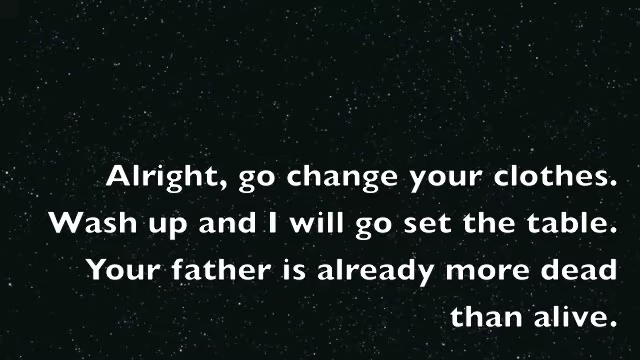 Alright, go change your clothes.
Wash up and I will go set the table.
Your father is already more dead
than alive.